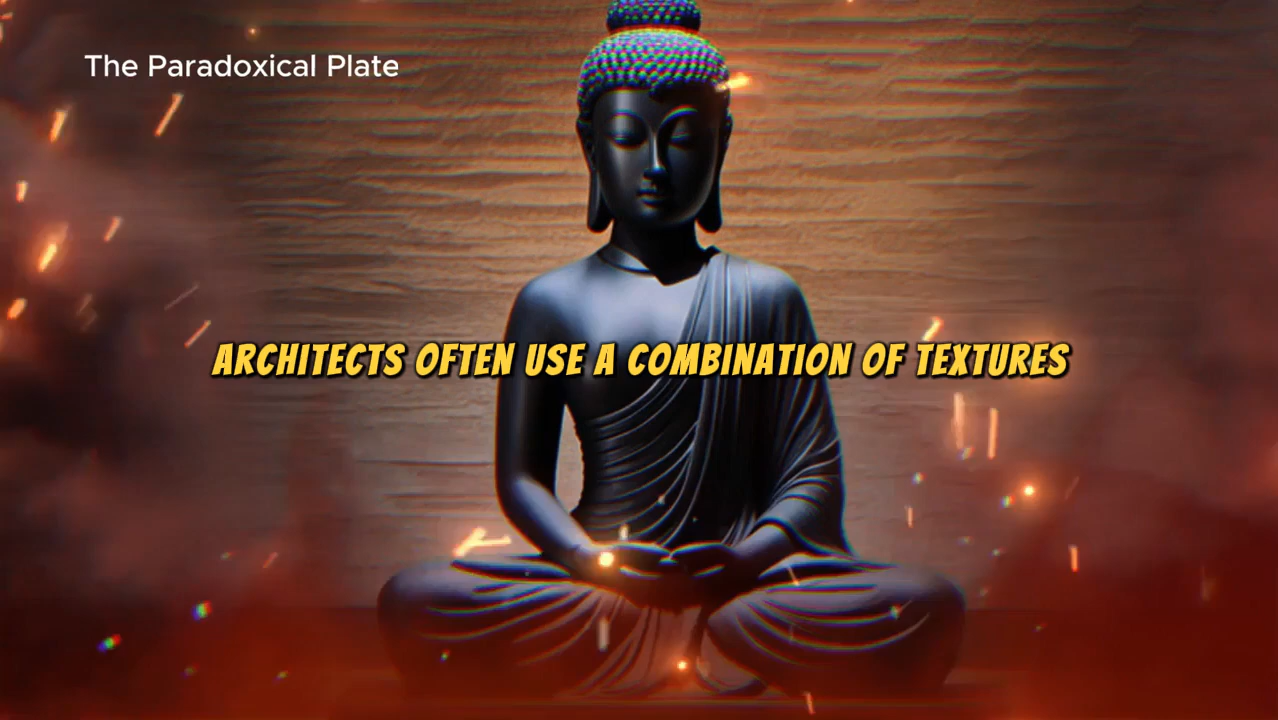 The Paradoxical Plate
ARCHITECTS OFTEN USE A COMBINATION OF TEXTURES